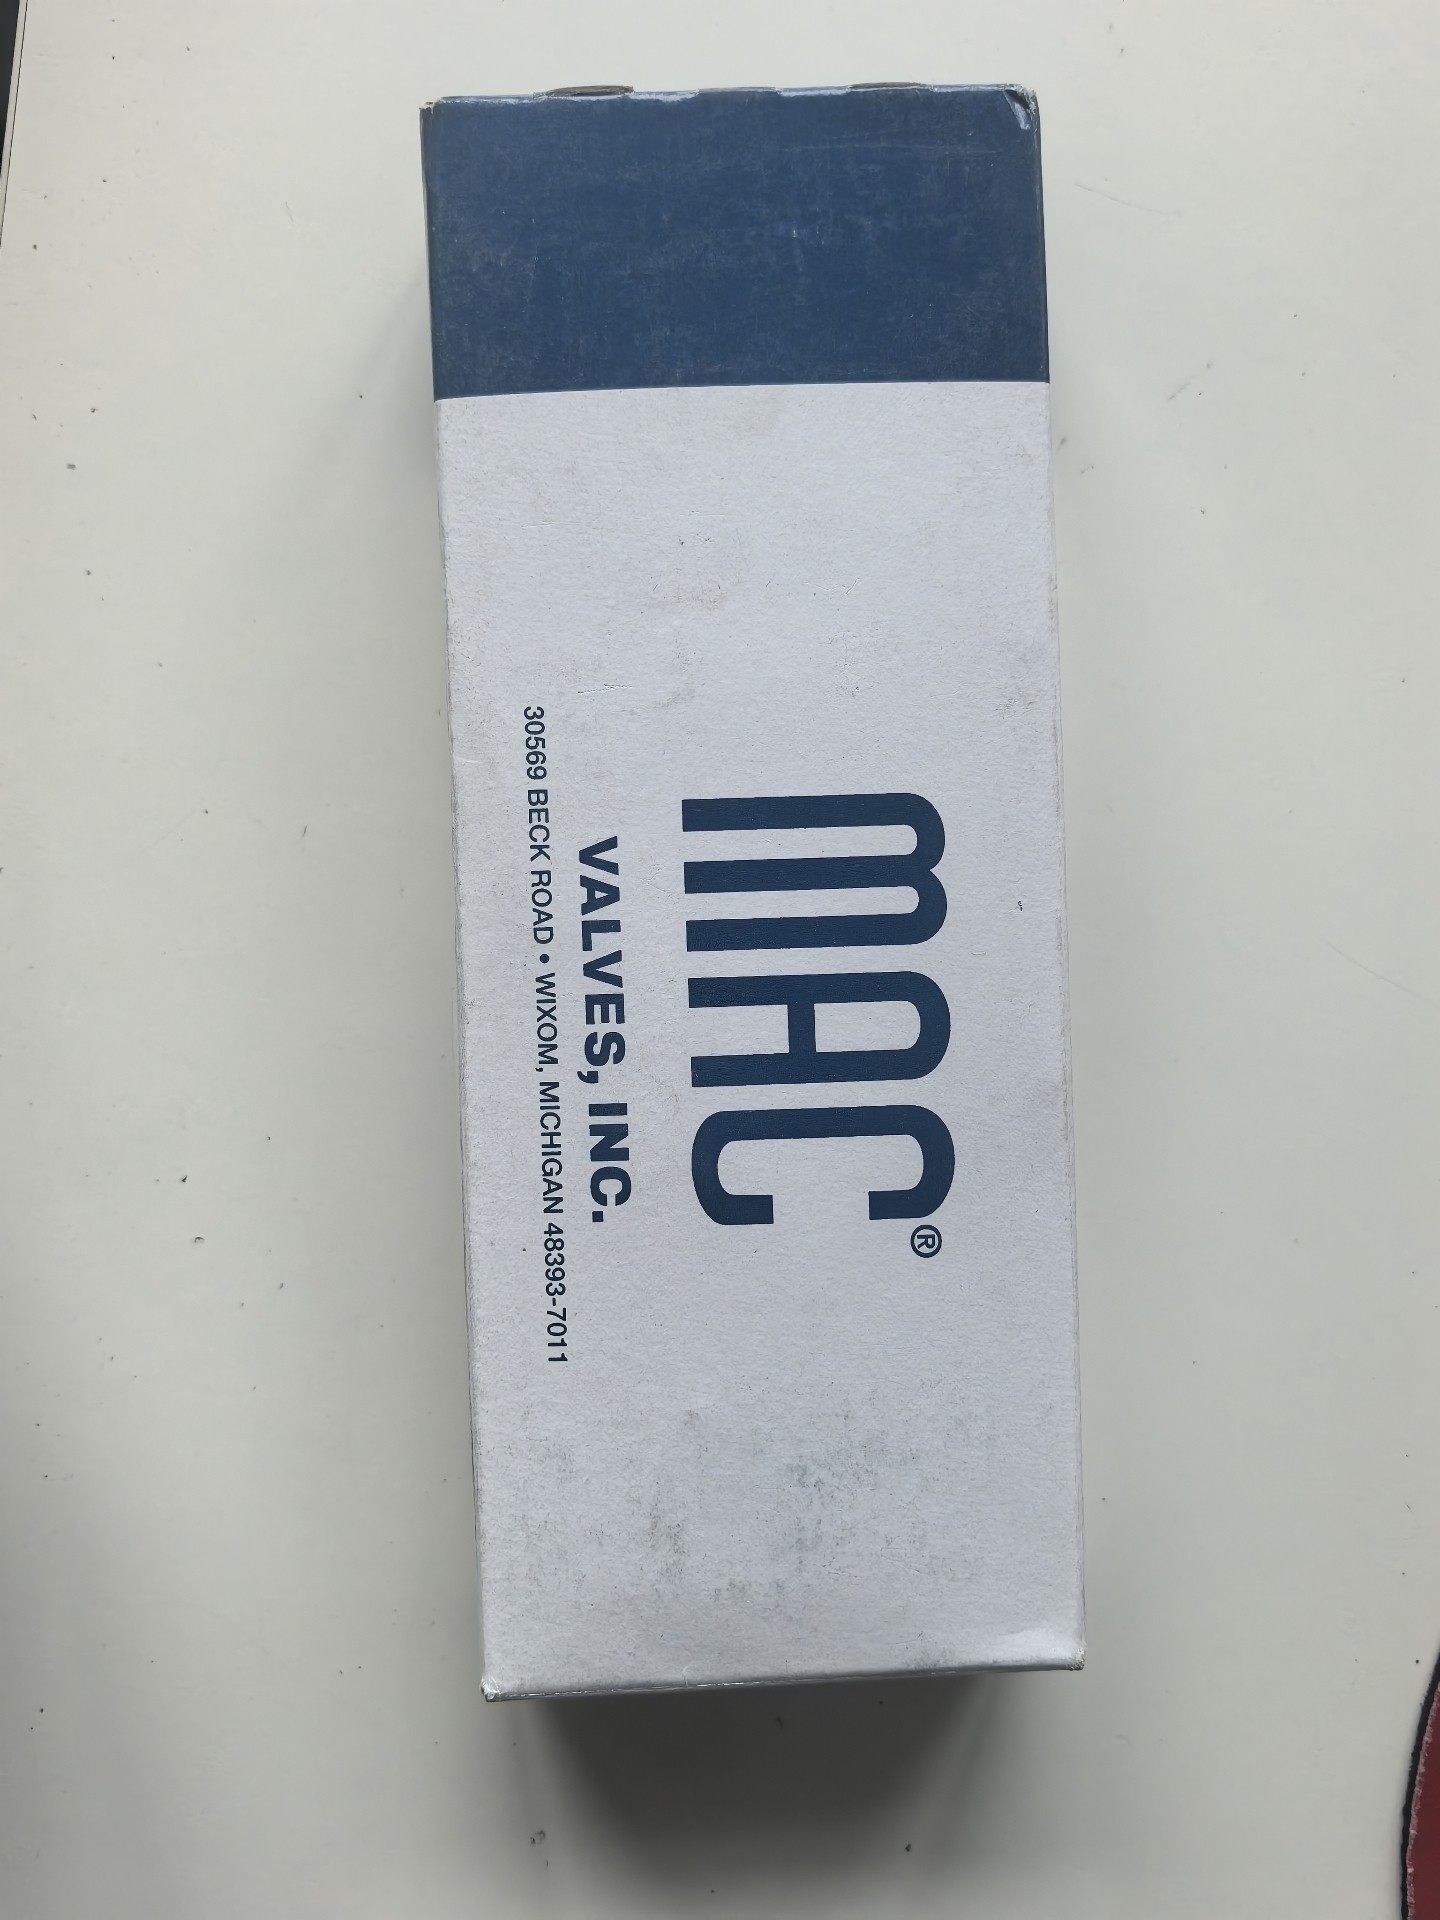 MAC®
VALVES, INC.
30569 BECK ROAD • WIXOM, MICHIGAN 48393-7011